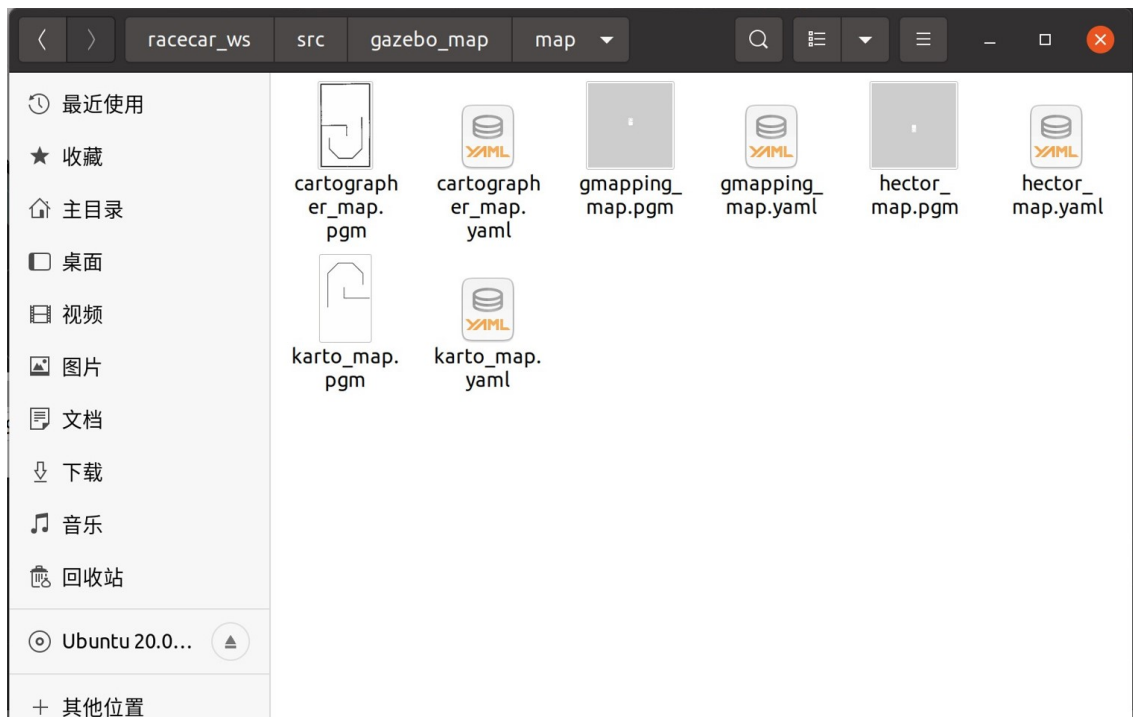 racecar_ws
src
gazebo_map
map
最近使用
收藏
主目录
桌面
视频
图片
文档
下载
音乐
回收站
Ubuntu 20.0...
其他位置
YAML
YAML
YAML
cartograph
er_map.
pgm
cartograph
er_map.
yaml
gmapping_
map.pgm
gmapping_
map.yaml
hector_
map.pgm
hector_
map.yaml
YAML
karto_map.
pgm
karto_map.
yaml